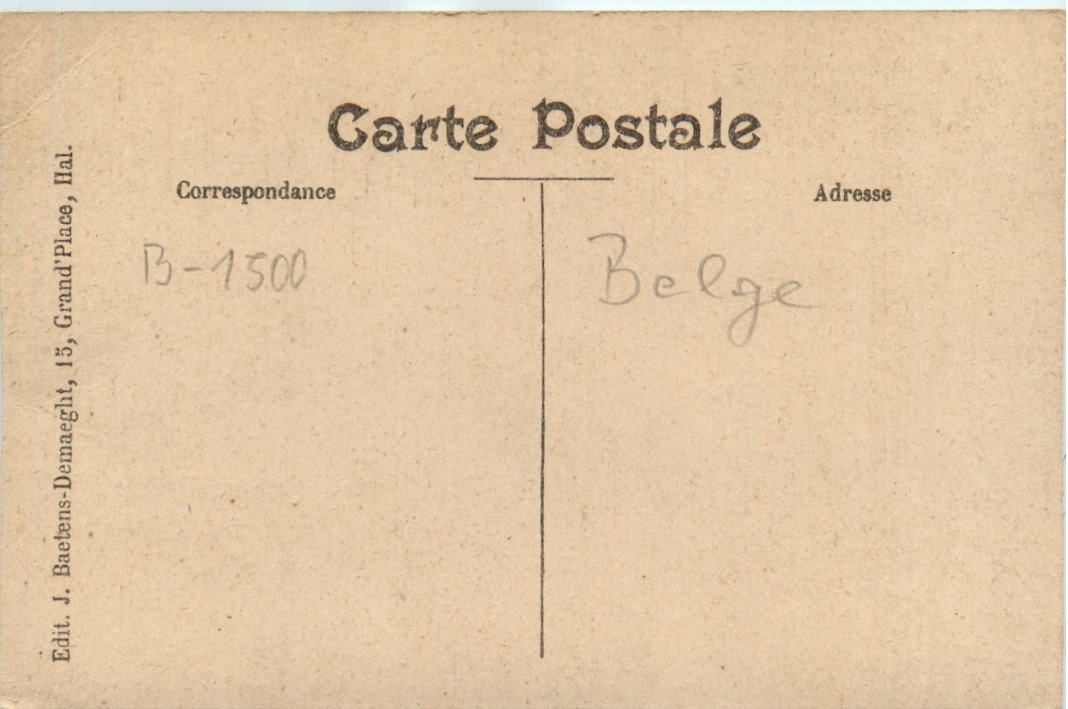 Carte Postale
Correspondance
Adresse
B-1500
Belge
Edit. J. Baetens-Demaeght, 15, Grand'Place, Hal.